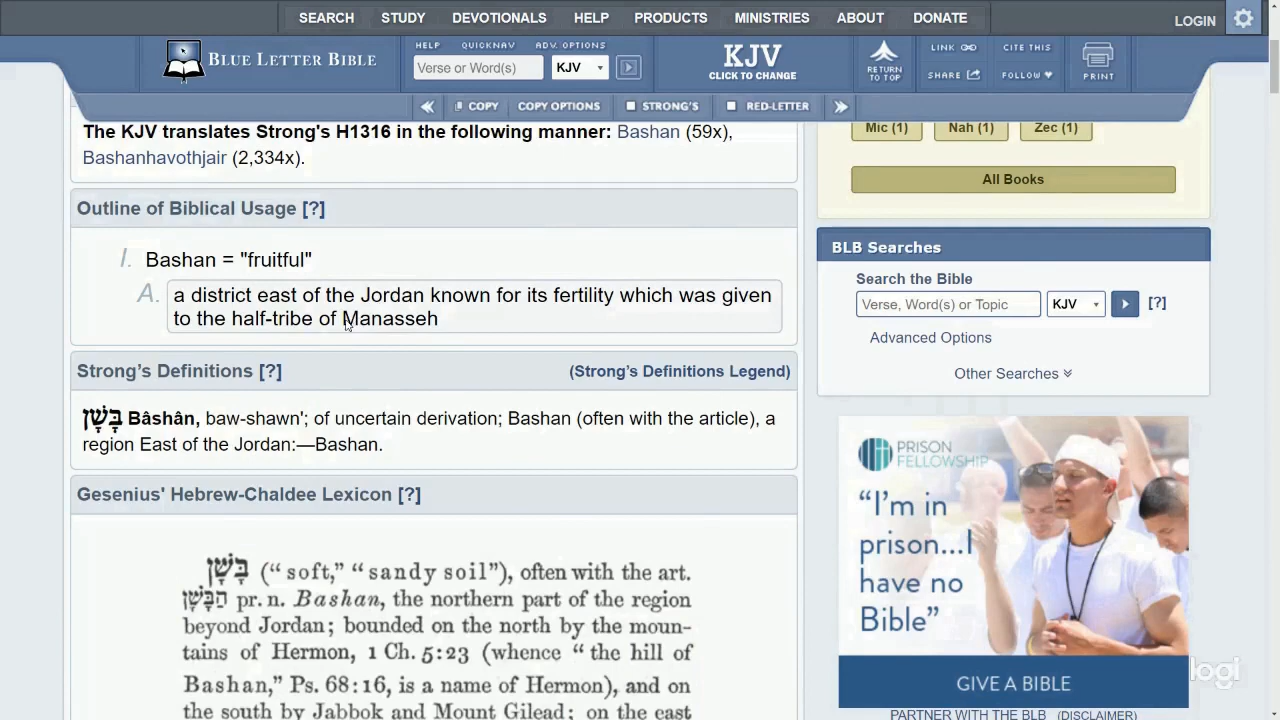 SEARCH STUDY DEVOTIONALS HELP PRODUCTS MINISTRIES ABOUT DONATE LOGIN
BLUE LETTER BIBLE
HELP QUICKNAV ADV. OPTIONS
Verse or Word(s) KJV
KJV
CLICK TO CHANGE
RETURN
TO TOP
LINK CITE THIS
SHARE FOLLOW
PRINT
COPY COPY OPTIONS STRONG'S RED-LETTER
The KJV translates Strong's H1316 in the following manner: Bashan (59x),
Bashanhavothjair (2,334x).
Outline of Biblical Usage [?]
I. Bashan = "fruitful"
A. a district east of the Jordan known for its fertility which was given
to the half-tribe of Manasseh
Strong’s Definitions [?] (Strong’s Definitions Legend)
בָּשָׁן Bâshân, baw-shawn'; of uncertain derivation; Bashan (often with the article), a
region East of the Jordan:—Bashan.
Gesenius' Hebrew-Chaldee Lexicon [?]
בָּשָׁן (“soft,” “sandy soil”), often with the art.
הַבָּשָׁן pr. n. Bashan, the northern part of the region
beyond Jordan; bounded on the north by the moun-
tains of Hermon, 1 Ch. 5:23 (whence “the hill of
Bashan,” Ps. 68:16, is a name of Hermon), and on
the south by Jabbok and Mount Gilead; on the east
Mic (1) Nah (1) Zec (1)
All Books
BLB Searches
Search the Bible
Verse, Word(s) or Topic KJV [?]
Advanced Options
Other Searches
PRISON
FELLOWSHIP
“I’m in
prison...I
have no
Bible”
GIVE A BIBLE
PARTNER WITH THE BLB (DISCLAIMER)
logi